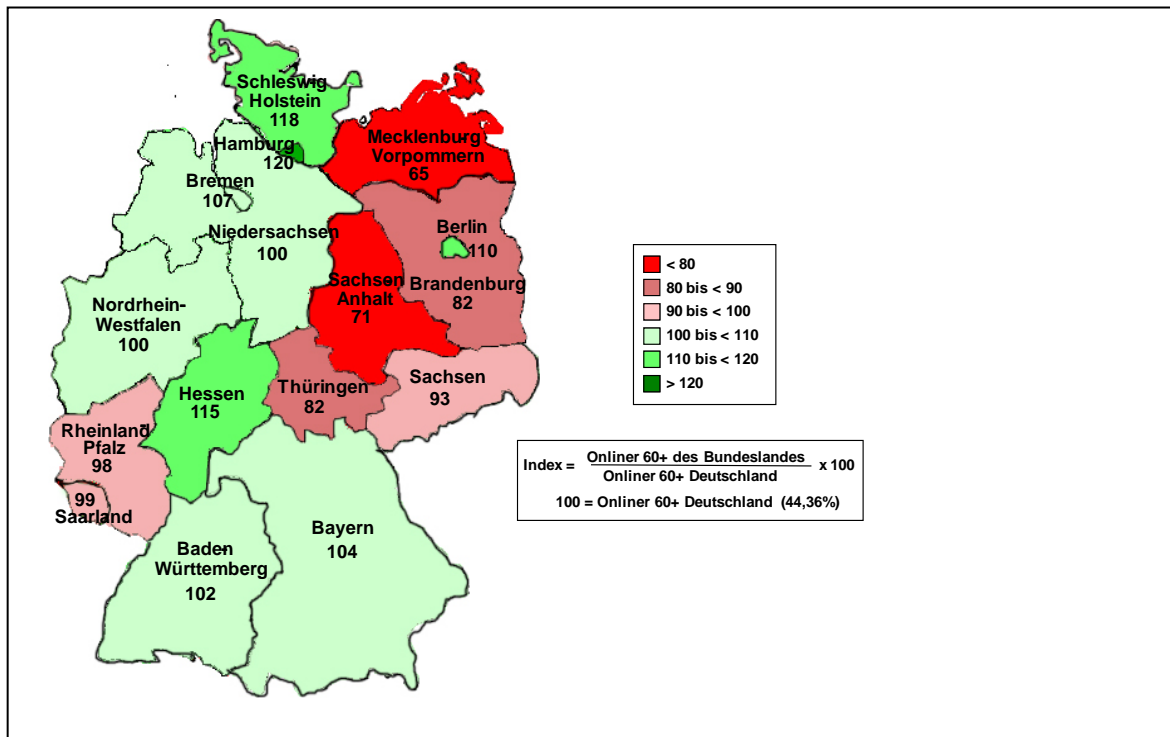 Schleswig
Holstein
118
Hamburg
120
Mecklenburg
Vorpommern
65
Bremen
107
Niedersachsen
100
Berlin
110
Brandenburg
82
Sachsen
Anhalt
71
Nordrhein-
Westfalen
100
Hessen
115
Thüringen
82
Sachsen
93
Rheinland
Pfalz
98
99
Saarland
Bayern
104
Baden
Württemberg
102
< 80
80 bis < 90
90 bis < 100
100 bis < 110
110 bis < 120
> 120
Index = Onliner 60+ des Bundeslandes x 100
Onliner 60+ Deutschland
100 = Onliner 60+ Deutschland (44,36%)